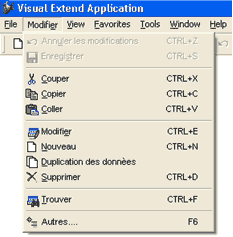 Visual Extend Application
File Modifier View Favorites Tools Window Help
Annuler les modifications CTRL+Z
Enregistrer CTRL+S
Couper CTRL+X
Copier CTRL+C
Coller CTRL+V
Modifier CTRL+E
Nouveau CTRL+N
Duplication des données
Supprimer CTRL+D
Trouver CTRL+F
Autres.... F6